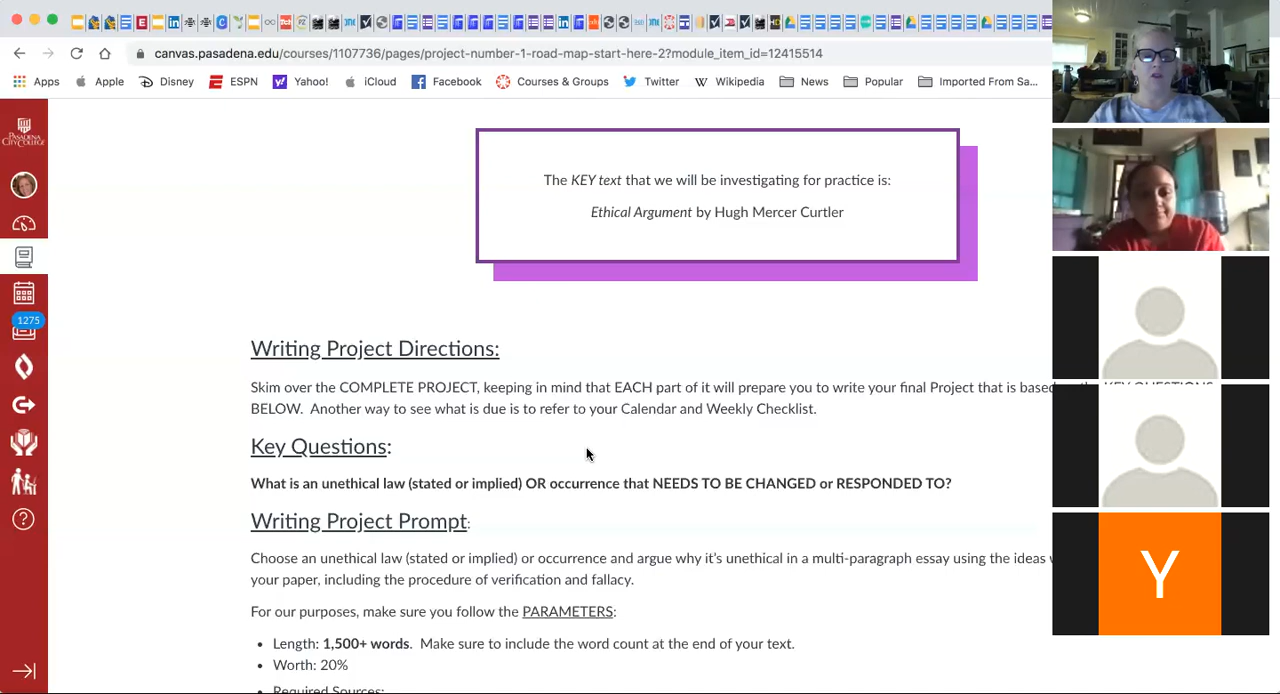 canvas.pasadena.edu/courses/1107736/pages/project-number-1-road-map-start-here-2?module_item_id=12415514
Apps Apple Disney ESPN Yahoo! iCloud Facebook Courses & Groups Twitter Wikipedia News Popular Imported From Sa...
PASADENA
CITY COLLEGE
1275
The KEY text that we will be investigating for practice is:
Ethical Argument by Hugh Mercer Curtler
Writing Project Directions:
Skim over the COMPLETE PROJECT, keeping in mind that EACH part of it will prepare you to write your final Project that is based
BELOW. Another way to see what is due is to refer to your Calendar and Weekly Checklist.
Key Questions:
What is an unethical law (stated or implied) OR occurrence that NEEDS TO BE CHANGED or RESPONDED TO?
Writing Project Prompt:
Choose an unethical law (stated or implied) or occurrence and argue why it's unethical in a multi-paragraph essay using the ideas
your paper, including the procedure of verification and fallacy.
For our purposes, make sure you follow the PARAMETERS:
• Length: 1,500+ words. Make sure to include the word count at the end of your text.
• Worth: 20%
• Required Sources:
Y